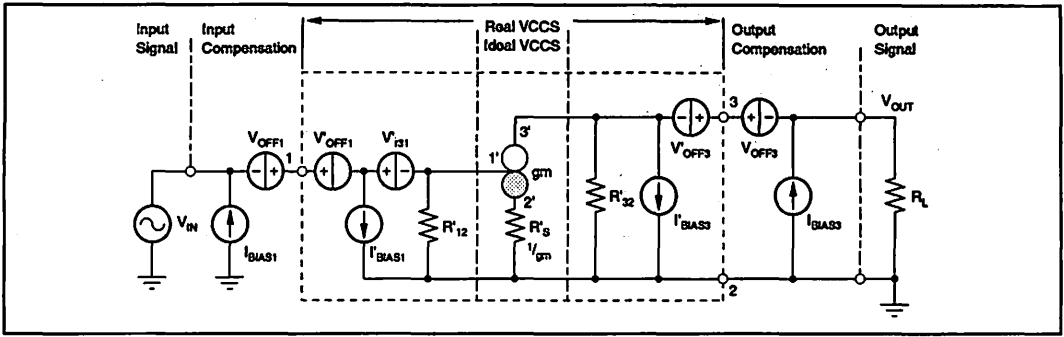 Input Signal
Input Compensation
Real VCCS
Ideal VCCS
Output Compensation
Output Signal
V_OFF1
1
V'_OFF1
V'_r31
1'
3'
gm
2'
V'_OFF3
3
V_OFF3
V_OUT
V_IN
I_BIAS1
I'_BIAS1
R'_12
R'_S
1/gm
R'_32
I'_BIAS3
I_BIAS3
R_L
2